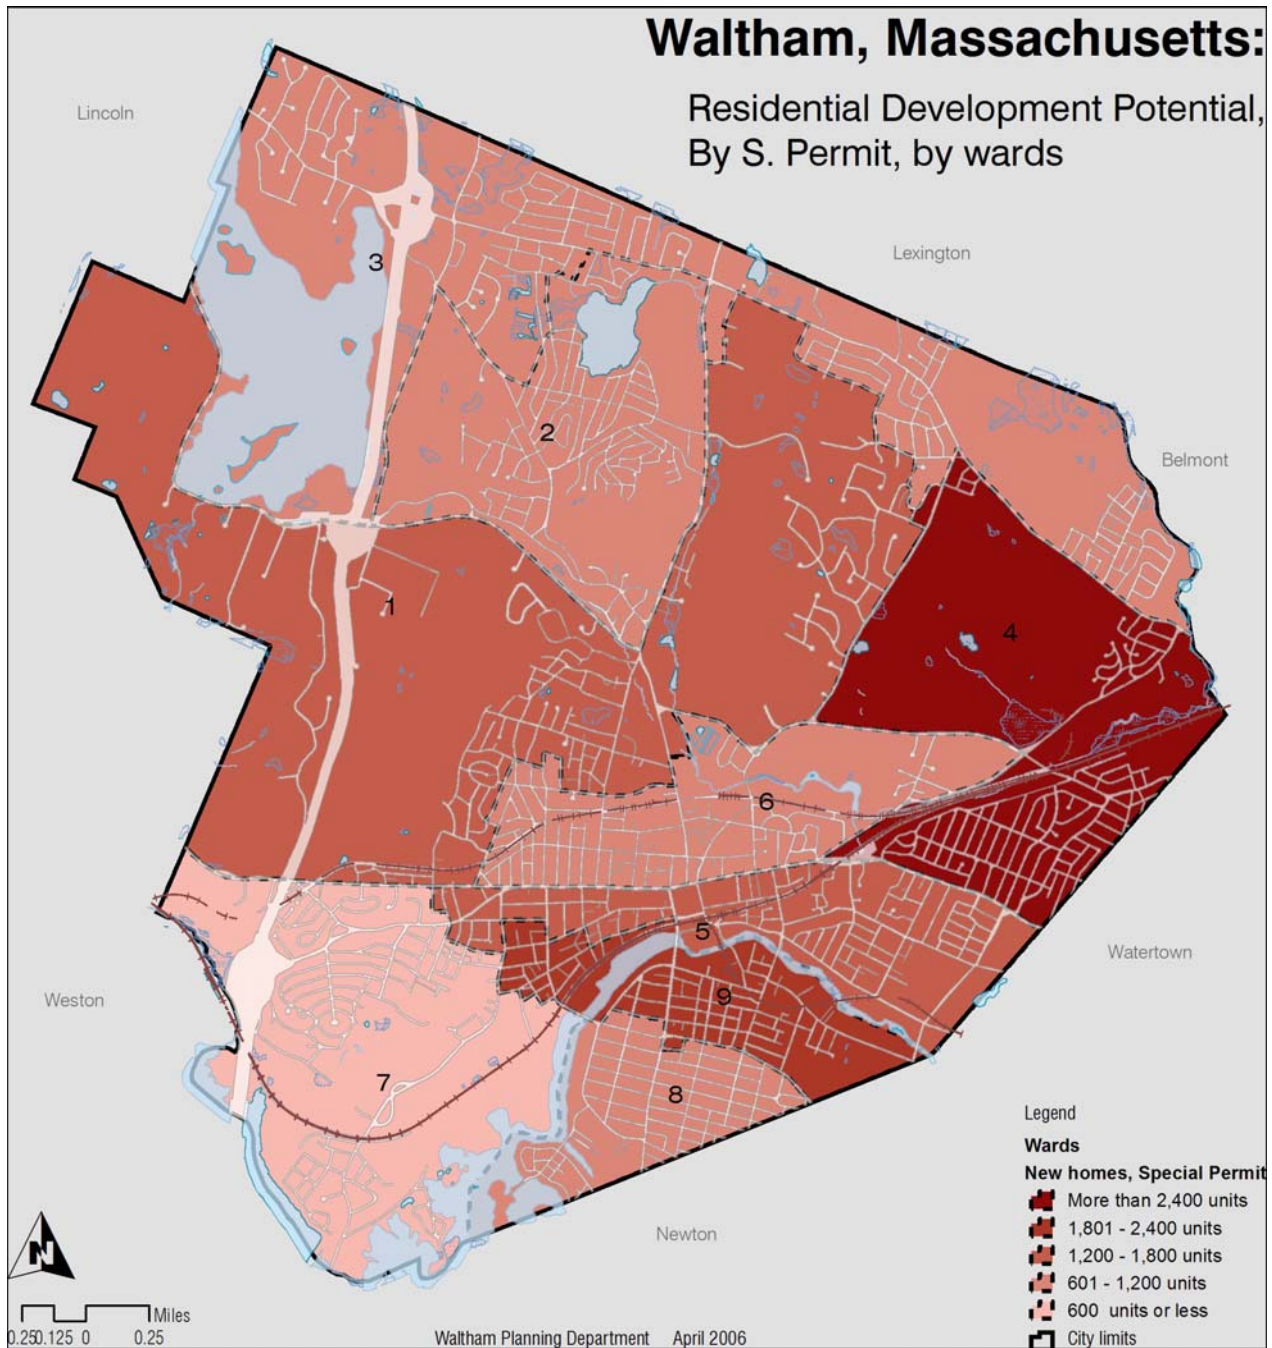 Waltham, Massachusetts:
Residential Development Potential,
By S. Permit, by wards
Lincoln
Lexington
Belmont
Watertown
Weston
Newton
3
2
1
4
6
5
9
7
8
Legend
Wards
New homes, Special Permit
More than 2,400 units
1,801 - 2,400 units
1,200 - 1,800 units
601 - 1,200 units
600 units or less
City limits
N
Miles
0.25 0.125 0 0.25
Waltham Planning Department April 2006